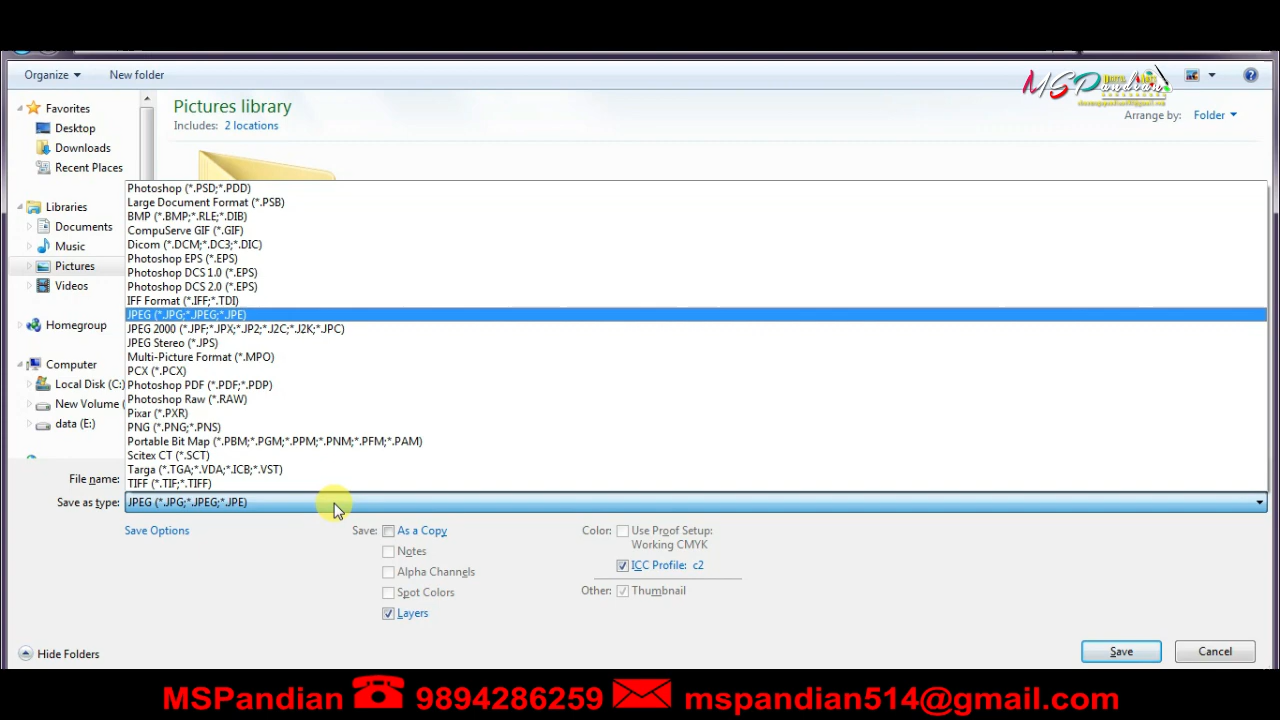 Organize
New folder
MSPandian
Pictures library
Includes: 2 locations
Arrange by: Folder
Favorites
Desktop
Downloads
Recent Places
Libraries
Documents
Music
Pictures
Videos
Homegroup
Computer
Local Disk (C:)
New Volume (
data (E:)
Photoshop (*.PSD;*.PDD)
Large Document Format (*.PSB)
BMP (*.BMP;*.RLE;*.DIB)
CompuServe GIF (*.GIF)
Dicom (*.DCM;*.DC3;*.DIC)
Photoshop EPS (*.EPS)
Photoshop DCS 1.0 (*.EPS)
Photoshop DCS 2.0 (*.EPS)
IFF Format (*.IFF;*.TDI)
JPEG (*.JPG;*.JPEG;*.JPE)
JPEG 2000 (*.JPF;*.JPX;*.JP2;*.J2C;*.J2K;*.JPC)
JPEG Stereo (*.JPS)
Multi-Picture Format (*.MPO)
PCX (*.PCX)
Photoshop PDF (*.PDF;*.PDP)
Photoshop Raw (*.RAW)
Pixar (*.PXR)
PNG (*.PNG;*.PNS)
Portable Bit Map (*.PBM;*.PGM;*.PPM;*.PNM;*.PFM;*.PAM)
Scitex CT (*.SCT)
Targa (*.TGA;*.VDA;*.ICB;*.VST)
TIFF (*.TIF;*.TIFF)
File name:
Save as type: JPEG (*.JPG;*.JPEG;*.JPE)
Save Options
Save: As a Copy
Notes
Alpha Channels
Spot Colors
Layers
Color: Use Proof Setup:
Working CMYK
ICC Profile: c2
Other: Thumbnail
Hide Folders
Save
Cancel
MSPandian 9894286259 mspandian514@gmail.com